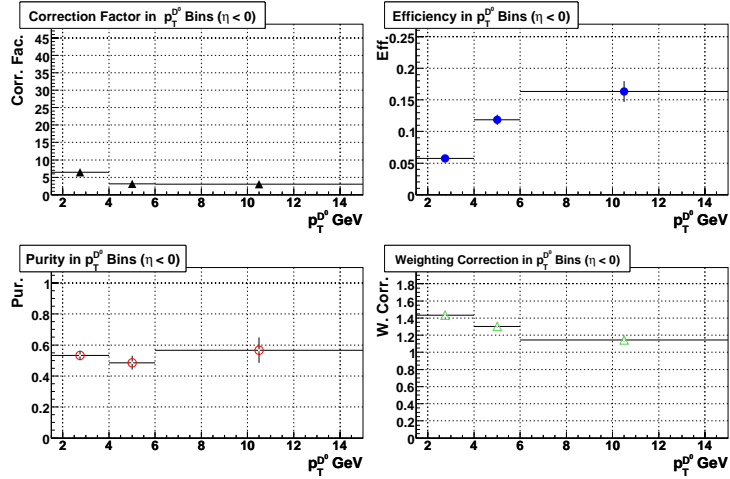 Correction Factor in p_T^{D^0} Bins (η < 0)
Corr. Fac.
45
40
35
30
25
20
15
10
5
0
2 4 6 8 10 12 14
p_T^{D^0} GeV
Efficiency in p_T^{D^0} Bins (η < 0)
Eff.
0.25
0.2
0.15
0.1
0.05
0
2 4 6 8 10 12 14
p_T^{D^0} GeV
Purity in p_T^{D^0} Bins (η < 0)
Pur.
1
0.8
0.6
0.4
0.2
0
2 4 6 8 10 12 14
p_T^{D^0} GeV
Weighting Correction in p_T^{D^0} Bins (η < 0)
W. Corr.
1.8
1.6
1.4
1.2
1
0.8
0.6
0.4
0.2
0
2 4 6 8 10 12 14
p_T^{D^0} GeV